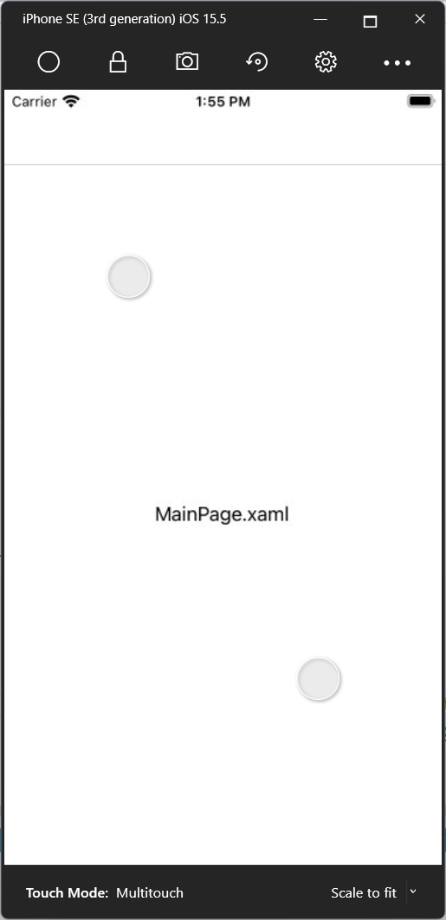 iPhone SE (3rd generation) iOS 15.5
Carrier 1:55 PM
MainPage.xaml
Touch Mode: Multitouch Scale to fit